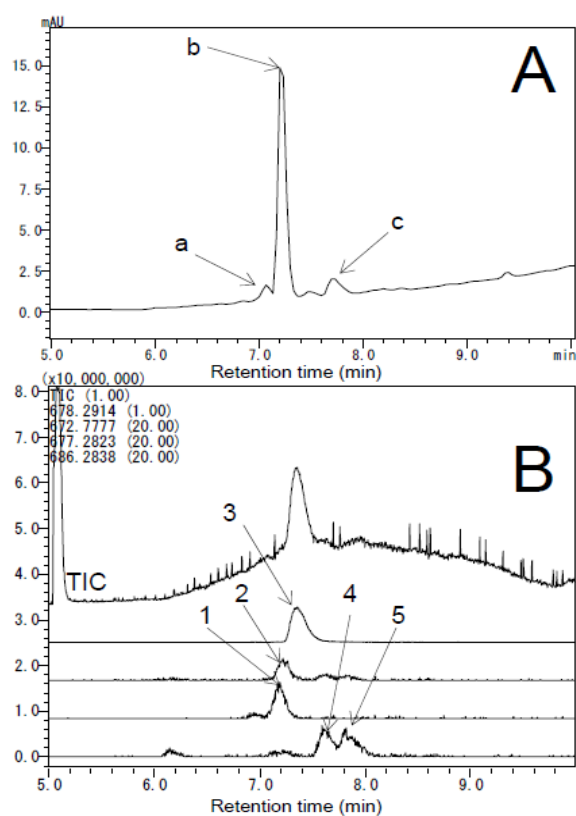 mAU
A
b
15.0
12.5
10.0
7.5
5.0
a
c
2.5
0.0
5.0 6.0 7.0 8.0 9.0 min
Retention time (min)
(x10,000,000)
8.0 TIC (1.00)
678.2914 (1.00)
672.7777 (20.00)
7.0 677.2823 (20.00)
686.2838 (20.00)
B
6.0
5.0
3
4.0
TIC
1 2 4 5
3.0
2.0
1.0
0.0
5.0 6.0 7.0 8.0 9.0
Retention time (min)